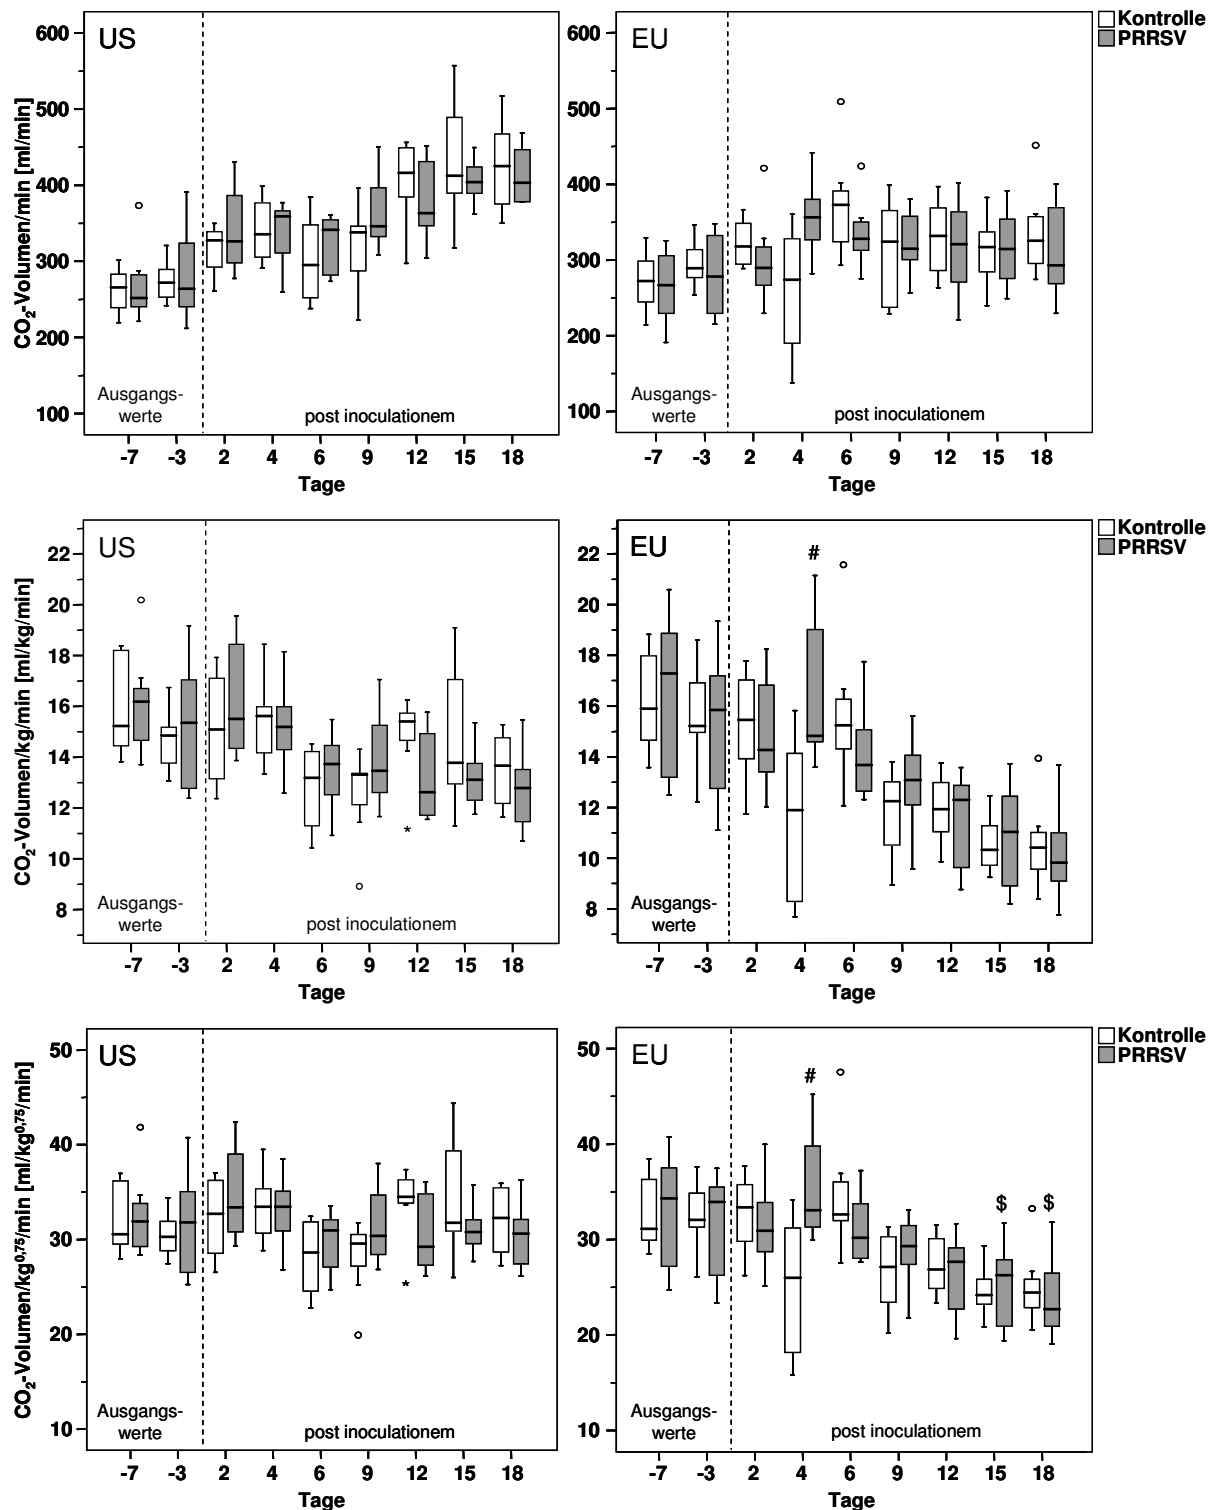 US
EU
Kontrolle
PRRSV
CO₂-Volumen/min [ml/min]
600
500
400
300
200
100
Ausgangs-
werte
post inoculationem
-7 -3 2 4 6 9 12 15 18
Tage
600
500
400
300
200
100
Ausgangs-
werte
post inoculationem
-7 -3 2 4 6 9 12 15 18
Tage
US
EU
Kontrolle
PRRSV
CO₂-Volumen/kg/min [ml/kg/min]
22
20
18
16
14
12
10
8
*
Ausgangs-
werte
post inoculationem
-7 -3 2 4 6 9 12 15 18
Tage
#
22
20
18
16
14
12
10
8
Ausgangs-
werte
-7 -3 2 4 6 9 12 15 18
Tage
US
EU
Kontrolle
PRRSV
CO₂-Volumen/kg⁰,⁷⁵/min [ml/kg⁰,⁷⁵/min]
50
40
30
20
10
*
Ausgangs-
werte
post inoculationem
-7 -3 2 4 6 9 12 15 18
Tage
50
#
40
$ $
30
20
10
Ausgangs-
werte
post inoculationem
-7 -3 2 4 6 9 12 15 18
Tage